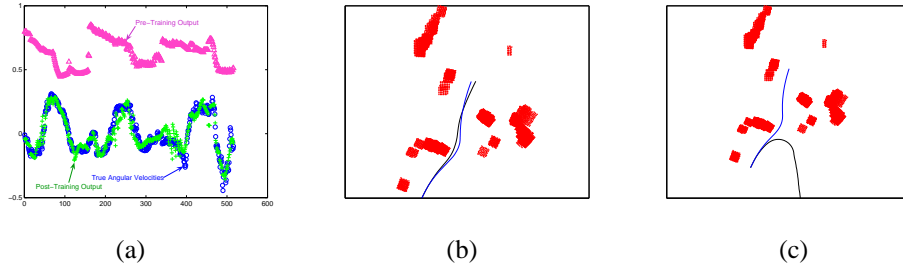 1
Pre−Training Output
0.5
0
True Angular Velocities
Post−Training Output
−0.5
0 100 200 300 400 500 600
(a) (b) (c)